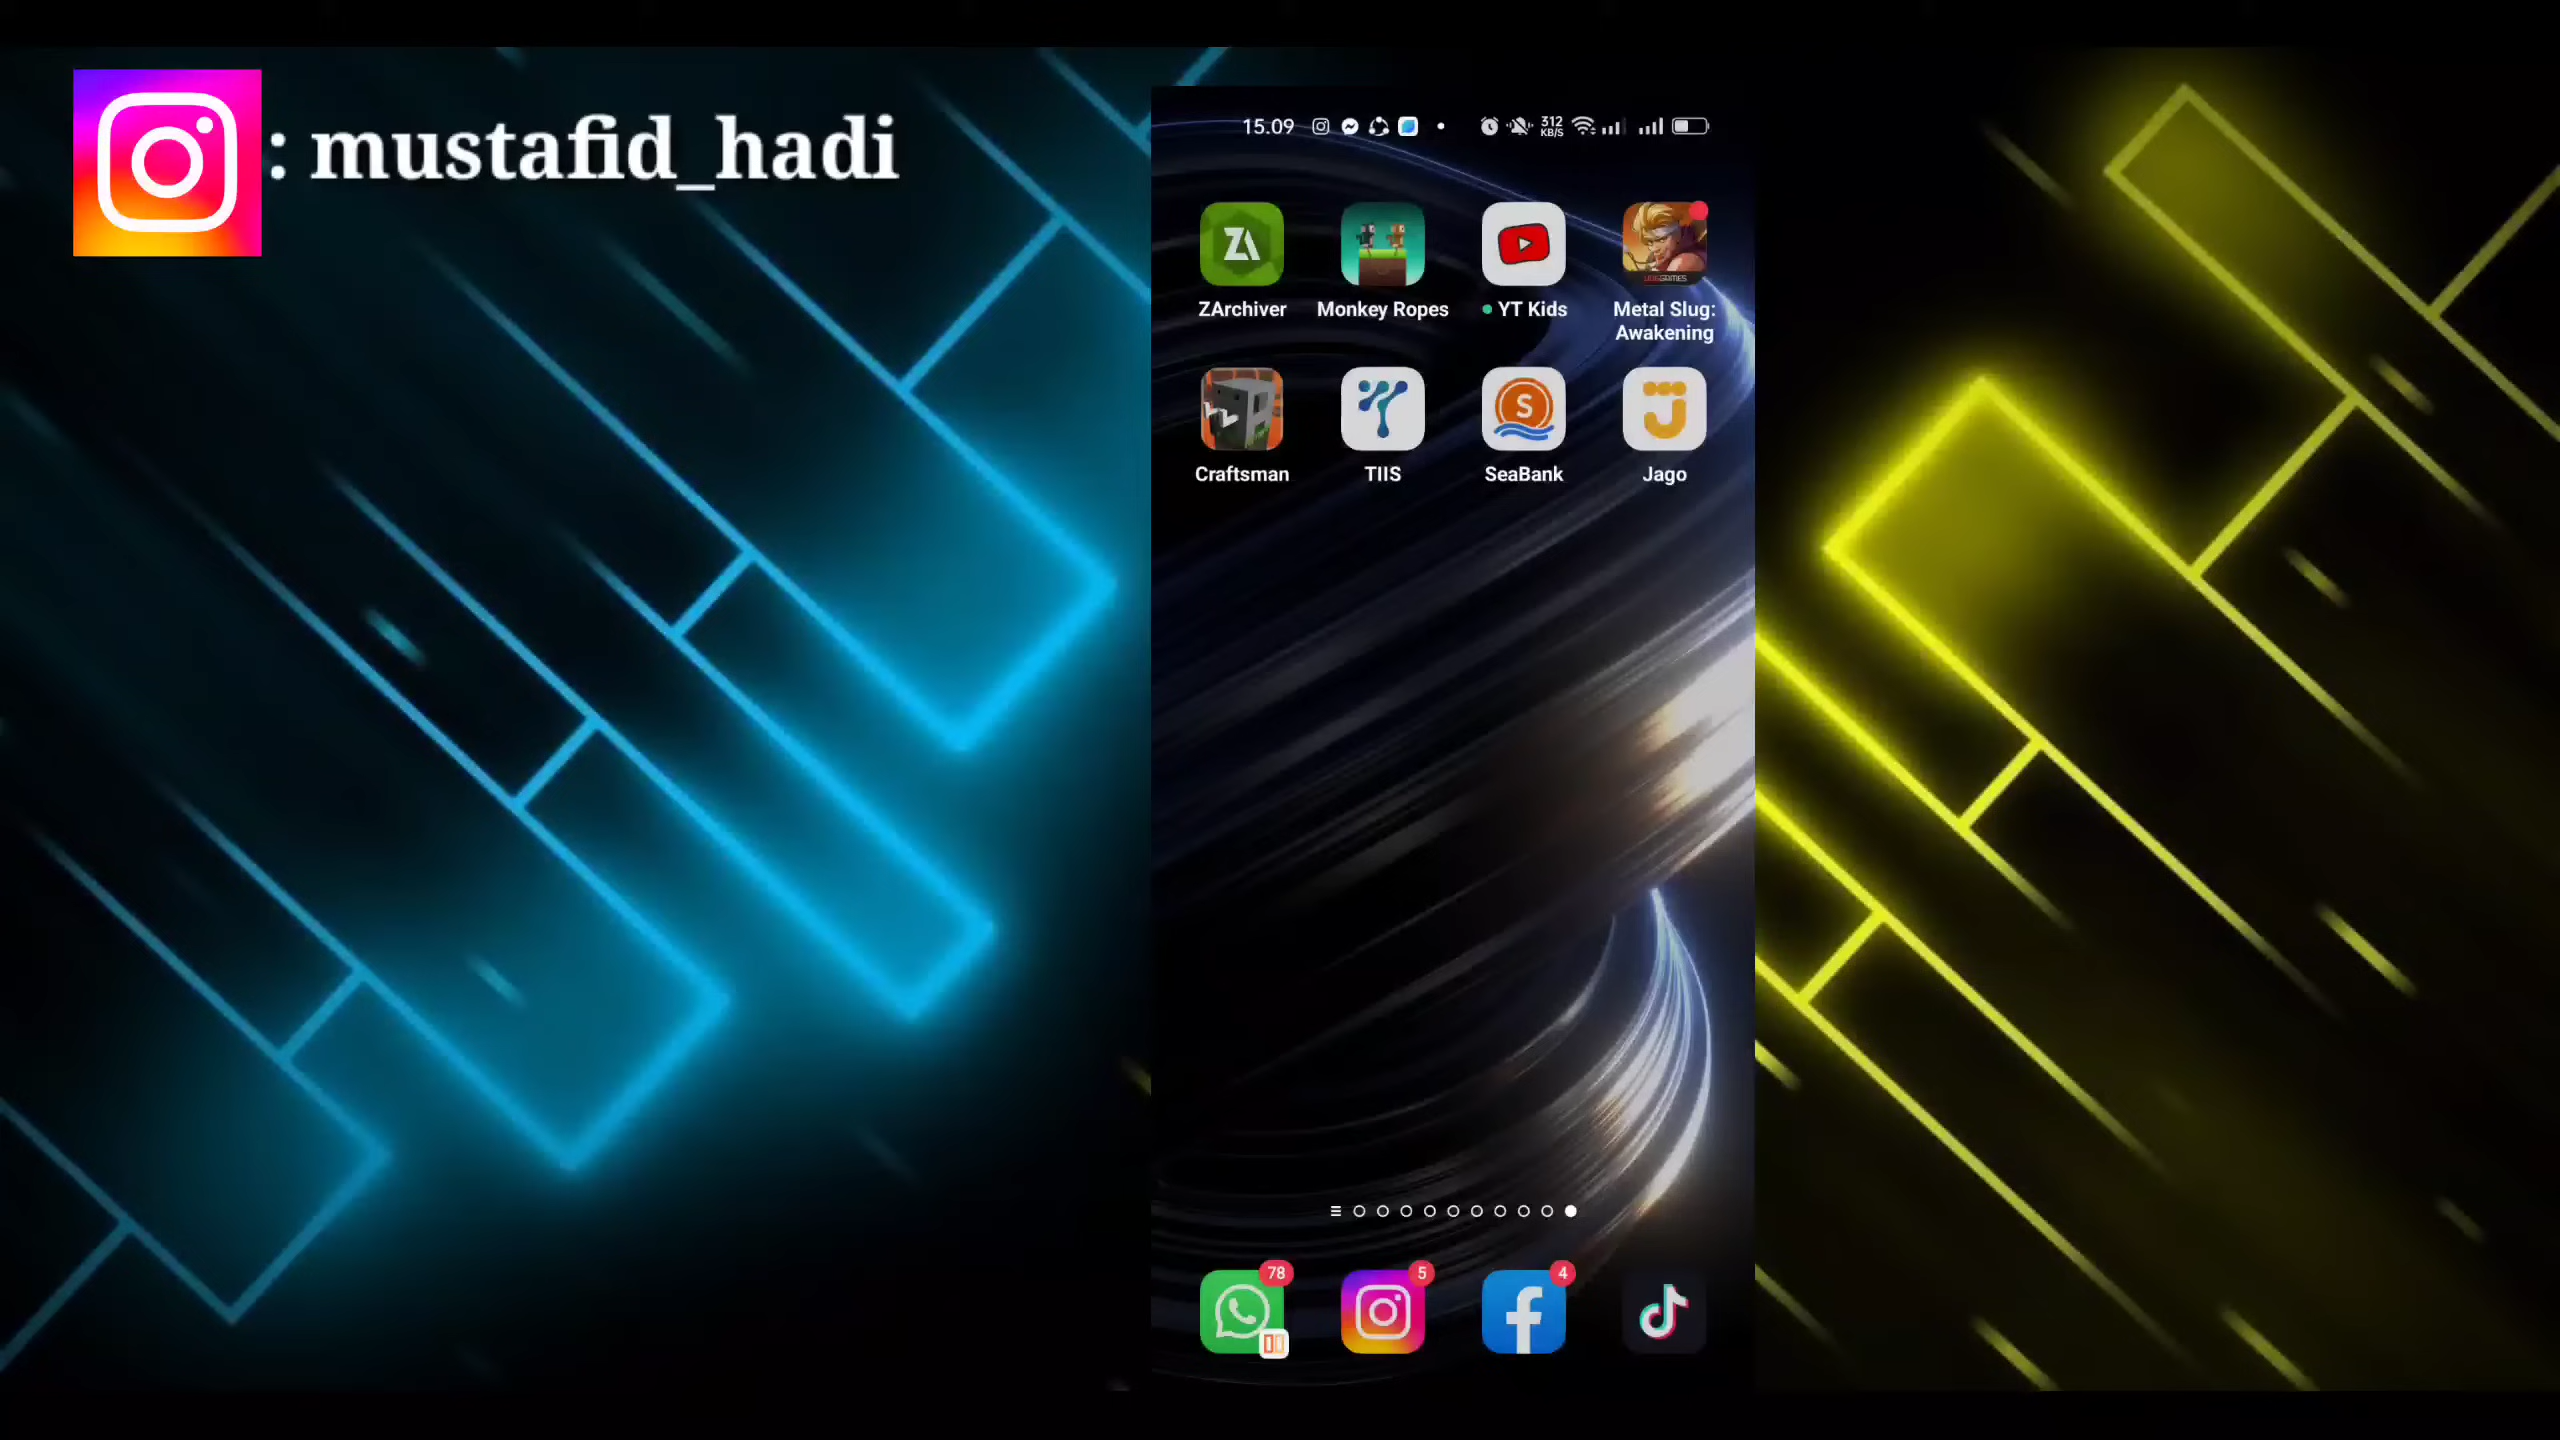 : mustafid_hadi
15.09
312
KB/S
ZA
ZArchiver
Monkey Ropes
YT Kids
Metal Slug:
Awakening
Craftsman
TIIS
S
SeaBank
Jago
78
5
4